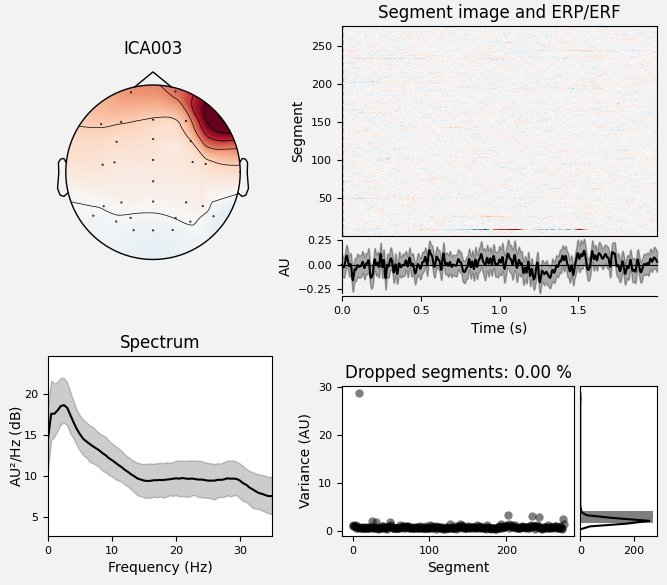 ICA003
Segment image and ERP/ERF
Segment
250
200
150
100
50
AU
0.25
0.00
−0.25
0.0
0.5
1.0
1.5
Time (s)
Spectrum
AU²/Hz (dB)
20
15
10
5
0
10
20
30
Frequency (Hz)
Dropped segments: 0.00 %
Variance (AU)
30
20
10
0
0
100
200
Segment
0
200